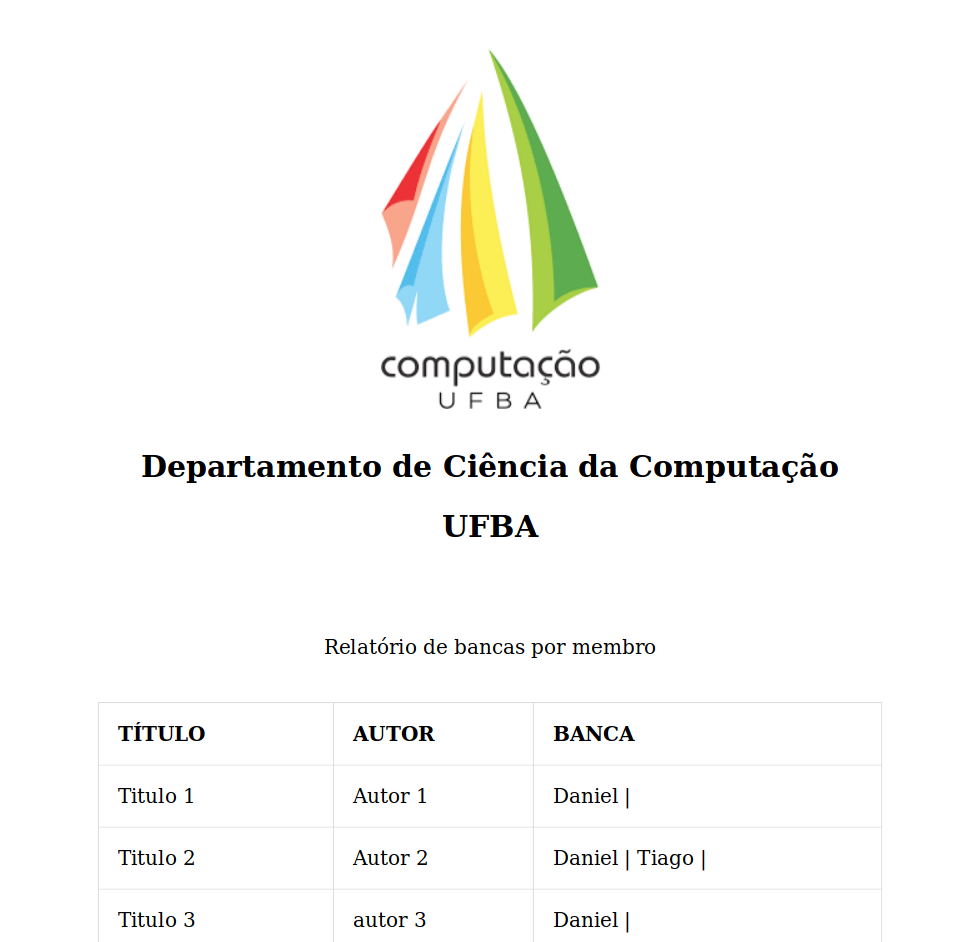 computação
UFBA
Departamento de Ciência da Computação
UFBA
Relatório de bancas por membro
TÍTULO AUTOR BANCA
Titulo 1 Autor 1 Daniel |
Titulo 2 Autor 2 Daniel | Tiago |
Titulo 3 autor 3 Daniel |